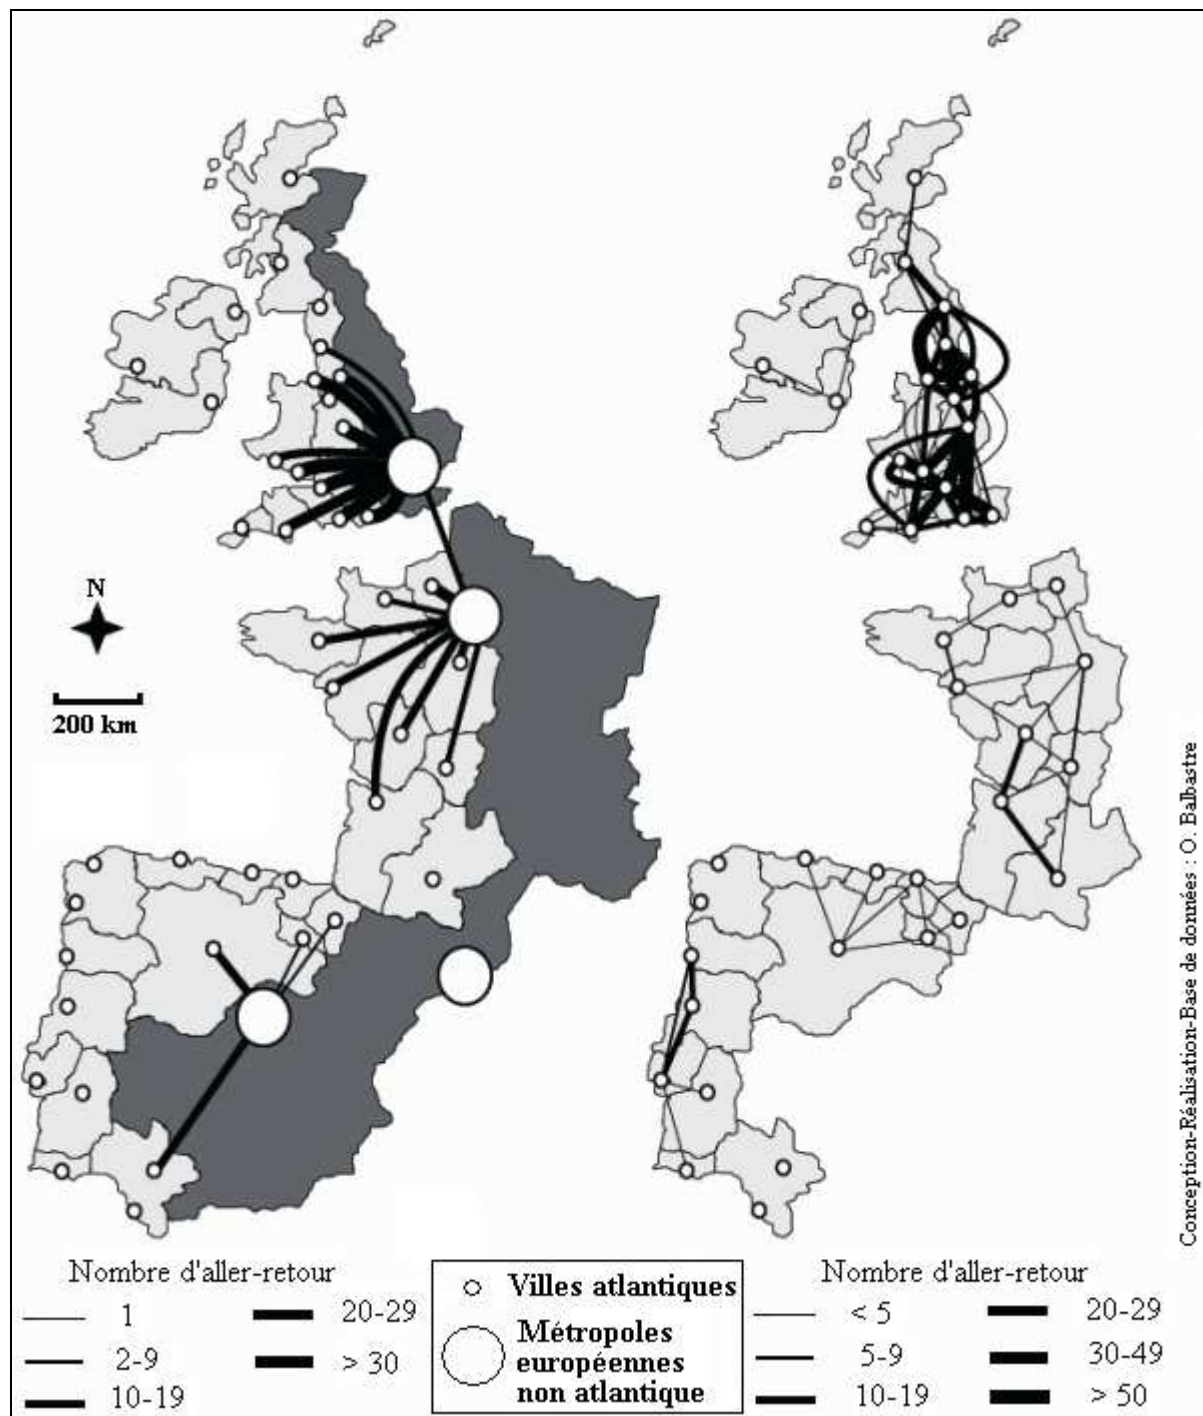 N
200 km
Conception-Réalisation-Base de données : O. Balbastre
Nombre d'aller-retour
1
2-9
10-19
20-29
> 30
Villes atlantiques
Métropoles
européennes
non atlantique
Nombre d'aller-retour
< 5
5-9
10-19
20-29
30-49
> 50